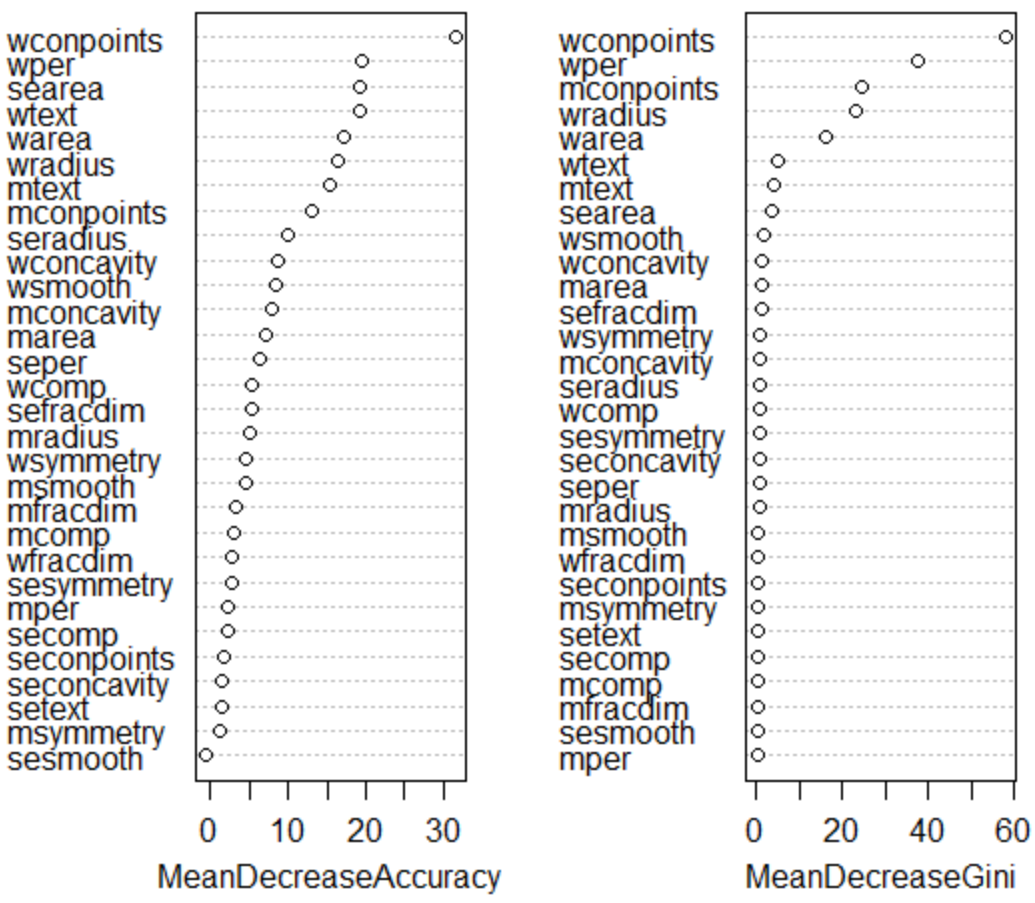 wconpoints
wper
searea
wtext
warea
wradius
mtext
mconpoints
seradius
wconcavity
wsmooth
mconcavity
marea
seper
wcomp
sefracdim
mradius
wsymmetry
msmooth
mfracdim
mcomp
wfracdim
sesymmetry
mper
secomp
seconpoints
seconcavity
setext
msymmetry
sesmooth
0 10 20 30
MeanDecreaseAccuracy
wconpoints
wper
mconpoints
wradius
warea
wtext
mtext
searea
wsmooth
wconcavity
marea
sefracdim
wsymmetry
mconcavity
seradius
wcomp
sesymmetry
seconcavity
seper
mradius
msmooth
wfracdim
seconpoints
msymmetry
setext
secomp
mcomp
mfracdim
sesmooth
mper
0 20 40 60
MeanDecreaseGini